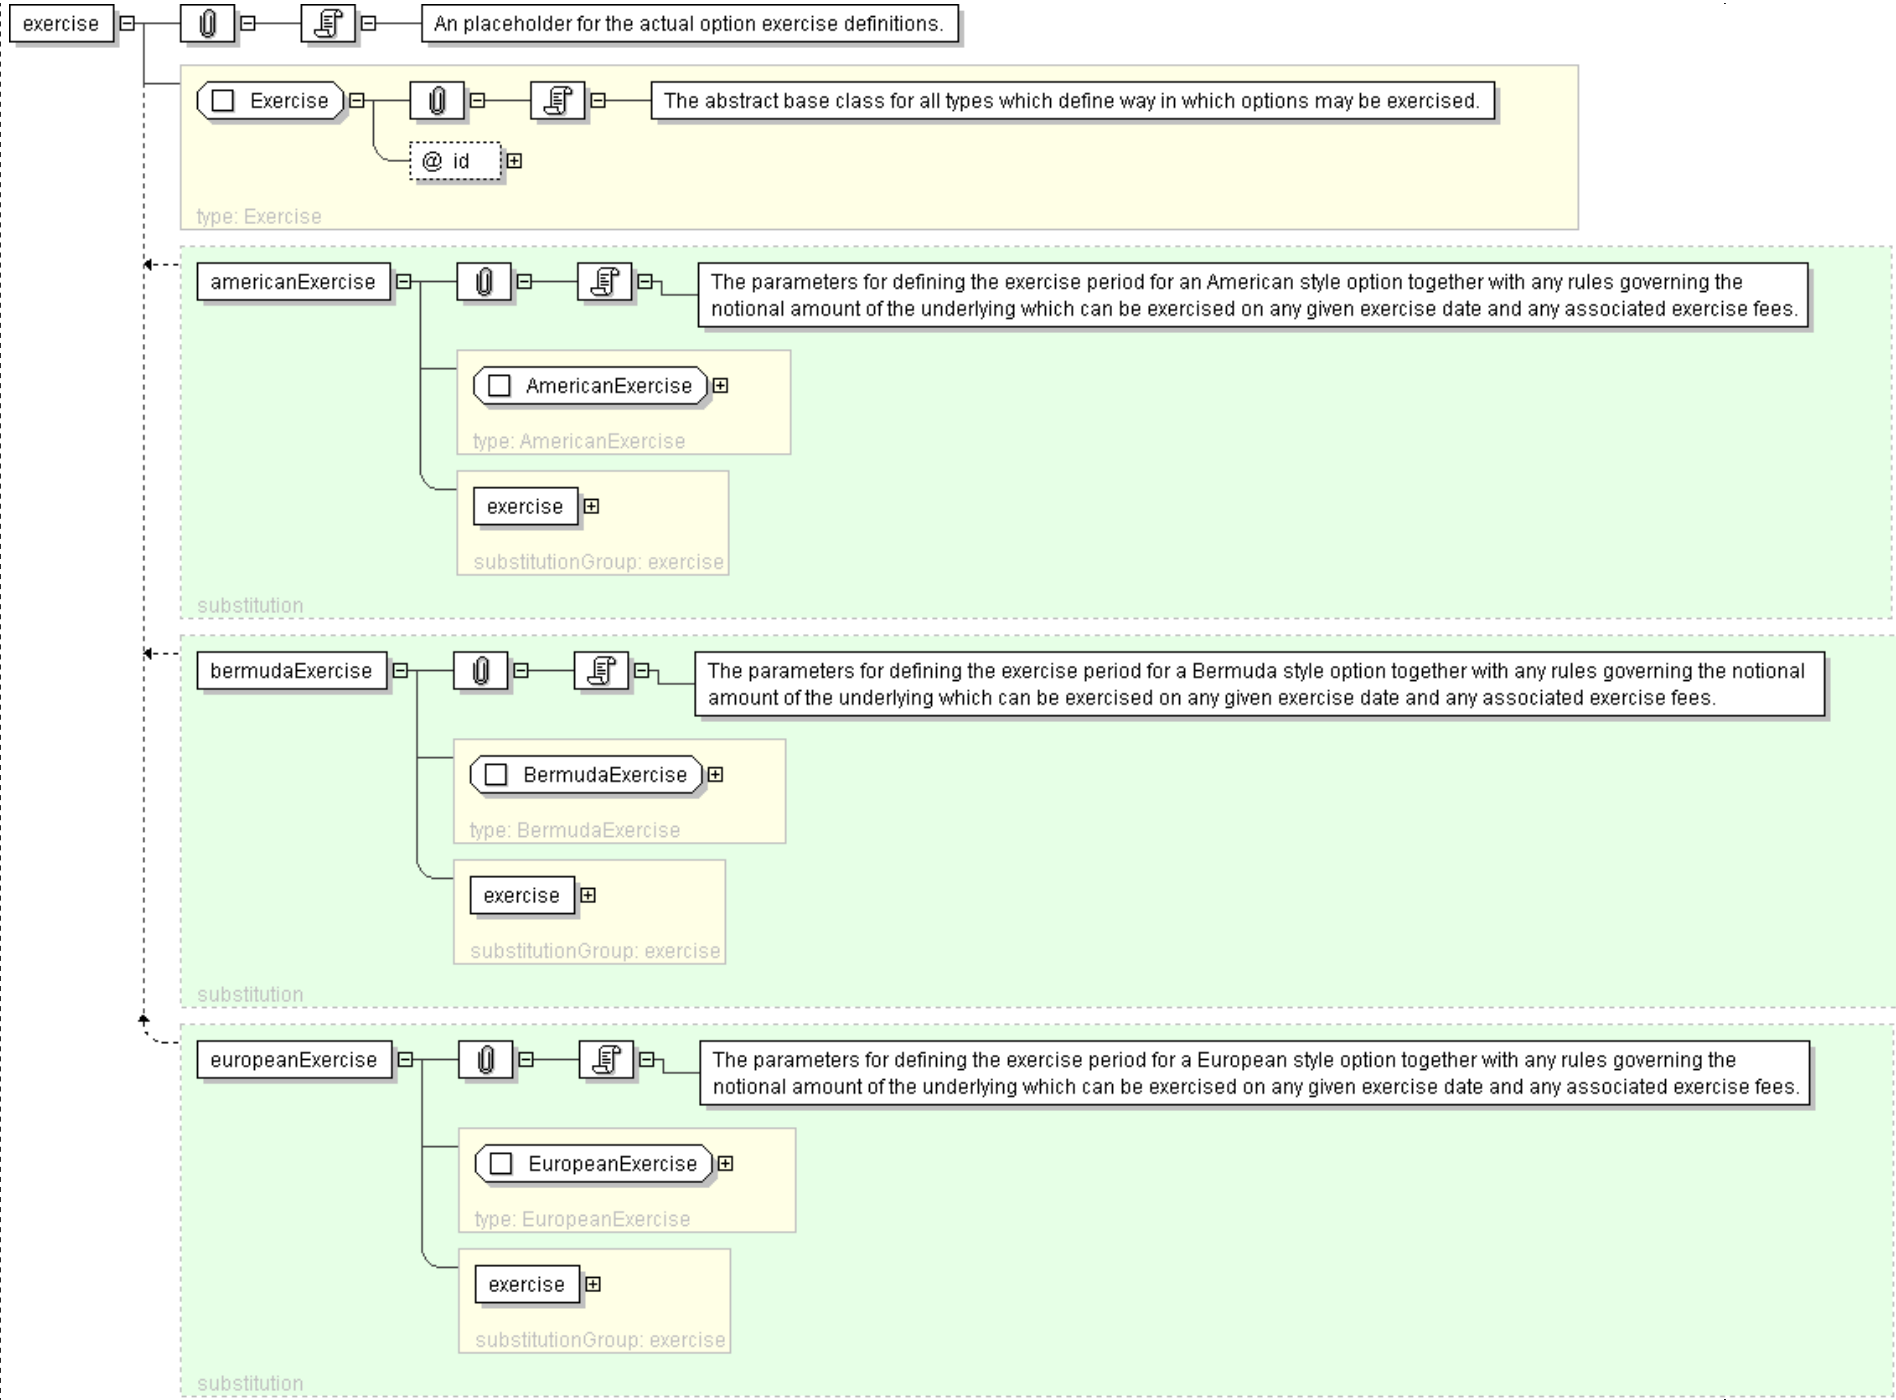 exercise
An placeholder for the actual option exercise definitions.
Exercise
The abstract base class for all types which define way in which options may be exercised.
@ id
type: Exercise
americanExercise
The parameters for defining the exercise period for an American style option together with any rules governing the
notional amount of the underlying which can be exercised on any given exercise date and any associated exercise fees.
AmericanExercise
type: AmericanExercise
exercise
substitutionGroup: exercise
substitution
bermudaExercise
The parameters for defining the exercise period for a Bermuda style option together with any rules governing the notional
amount of the underlying which can be exercised on any given exercise date and any associated exercise fees.
BermudaExercise
type: BermudaExercise
exercise
substitutionGroup: exercise
substitution
europeanExercise
The parameters for defining the exercise period for a European style option together with any rules governing the
notional amount of the underlying which can be exercised on any given exercise date and any associated exercise fees.
EuropeanExercise
type: EuropeanExercise
exercise
substitutionGroup: exercise
substitution